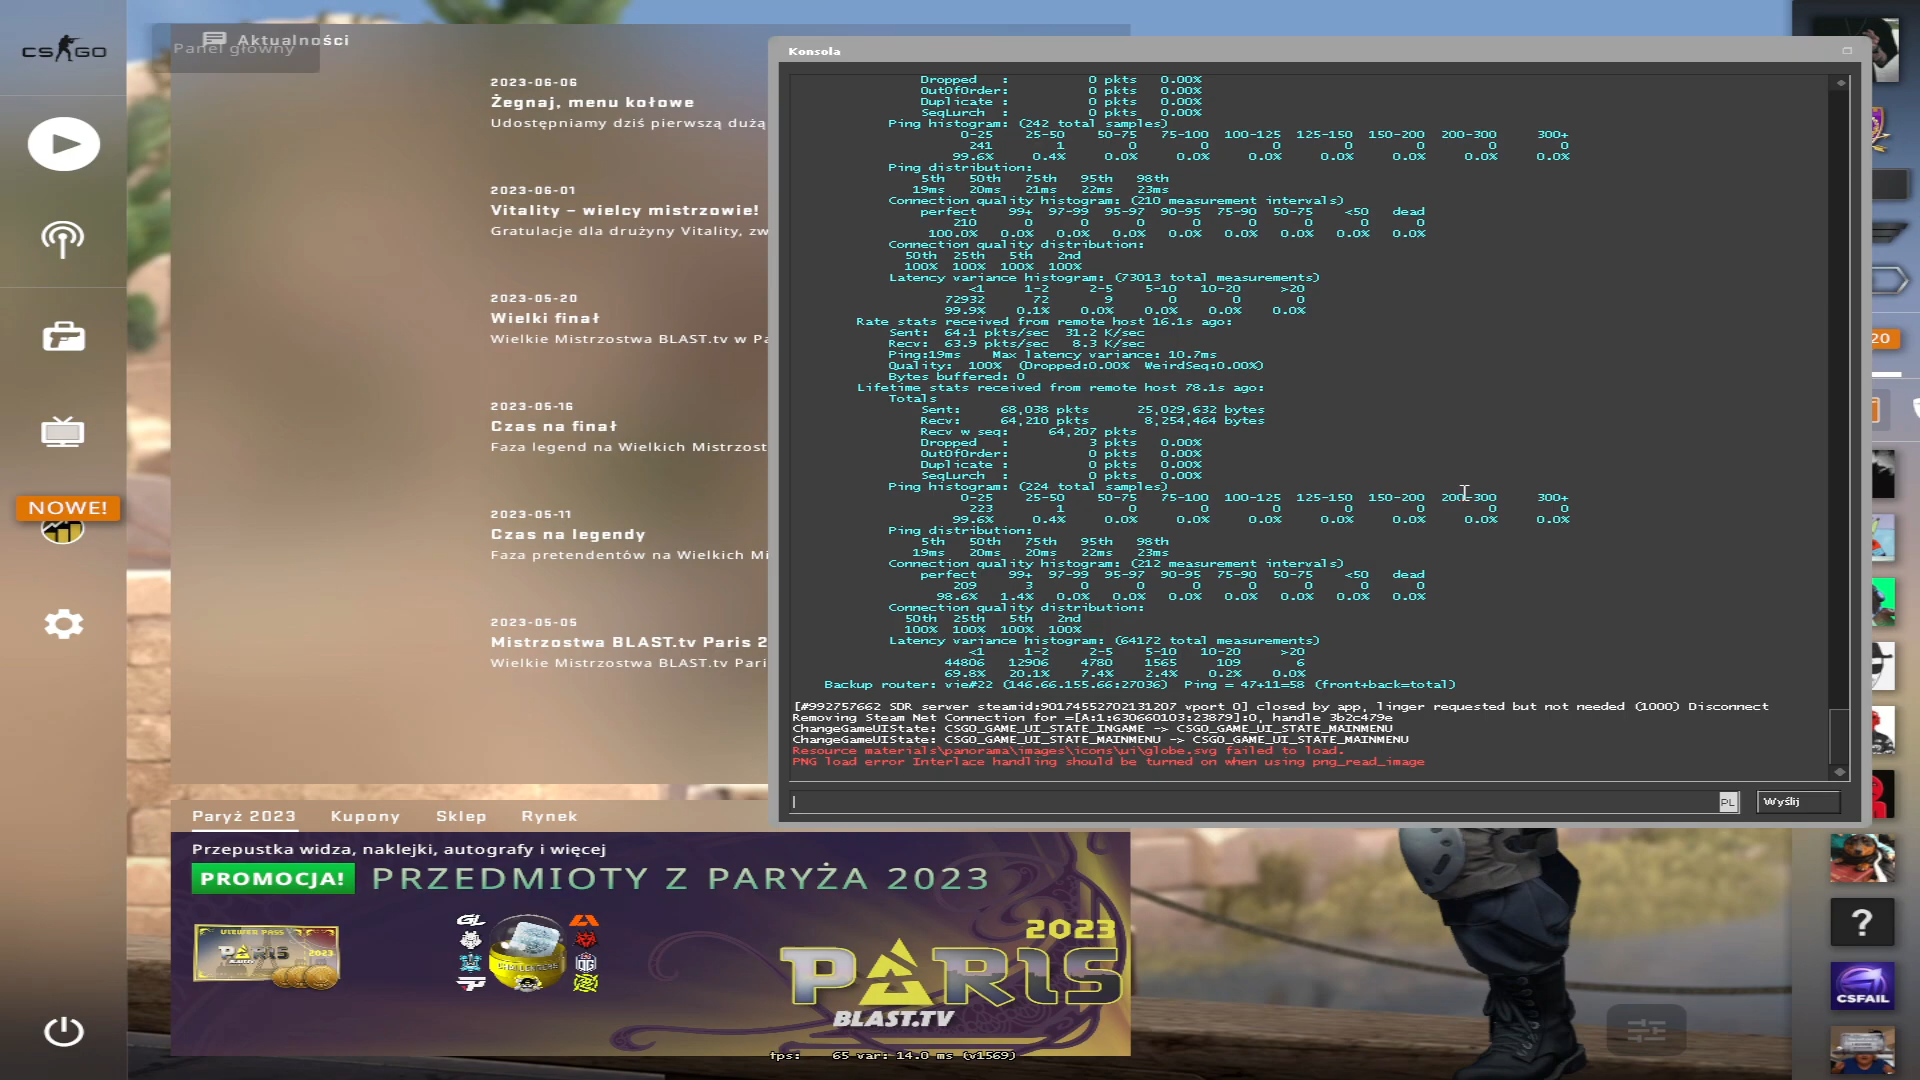 CS GO
Aktualności
Panel główny
2023-06-06
Żegnaj, menu kołowe
Udostępniamy dziś pierwszą dużą
2023-06-01
Vitality – wielcy mistrzowie!
Gratulacje dla drużyny Vitality, zw
2023-05-20
Wielki finał
Wielkie Mistrzostwa BLAST.tv w Pa
2023-05-16
Czas na finał
Faza legend na Wielkich Mistrzost
2023-05-11
Czas na legendy
Faza pretendentów na Wielkich Mi
2023-05-05
Mistrzostwa BLAST.tv Paris 2
Wielkie Mistrzostwa BLAST.tv Pari
NOWE!
Konsola
Dropped : 0 pkts 0.00%
OutOfOrder: 0 pkts 0.00%
Duplicate : 0 pkts 0.00%
SeqLurch : 0 pkts 0.00%
Ping histogram: (242 total samples)
0-25 25-50 50-75 75-100 100-125 125-150 150-200 200-300 300+
241 1 0 0 0 0 0 0 0
99.6% 0.4% 0.0% 0.0% 0.0% 0.0% 0.0% 0.0% 0.0%
Ping distribution:
5th 50th 75th 95th 98th
19ms 20ms 21ms 22ms 23ms
Connection quality histogram: (210 measurement intervals)
perfect 99+ 97-99 95-97 90-95 75-90 50-75 <50 dead
210 0 0 0 0 0 0 0 0
100.0% 0.0% 0.0% 0.0% 0.0% 0.0% 0.0% 0.0% 0.0%
Connection quality distribution:
50th 25th 5th 2nd
100% 100% 100% 100%
Latency variance histogram: (73013 total measurements)
<1 1-2 2-5 5-10 10-20 >20
72932 72 9 0 0 0
99.9% 0.1% 0.0% 0.0% 0.0% 0.0%
Rate stats received from remote host 16.1s ago:
Sent: 64.1 pkts/sec 31.2 K/sec
Recv: 63.9 pkts/sec 8.3 K/sec
Ping:19ms Max latency variance: 10.7ms
Quality: 100% (Dropped:0.00% WeirdSeq:0.00%)
Bytes buffered: 0
Lifetime stats received from remote host 78.1s ago:
Totals
Sent: 68,038 pkts 25,029,632 bytes
Recv: 64,210 pkts 8,254,464 bytes
Recv w seq: 64,207 pkts
Dropped : 3 pkts 0.00%
OutOfOrder: 0 pkts 0.00%
Duplicate : 0 pkts 0.00%
SeqLurch : 0 pkts 0.00%
Ping histogram: (224 total samples)
0-25 25-50 50-75 75-100 100-125 125-150 150-200 200-300 300+
223 1 0 0 0 0 0 0 0
99.6% 0.4% 0.0% 0.0% 0.0% 0.0% 0.0% 0.0% 0.0%
Ping distribution:
5th 50th 75th 95th 98th
19ms 20ms 20ms 22ms 23ms
Connection quality histogram: (212 measurement intervals)
perfect 99+ 97-99 95-97 90-95 75-90 50-75 <50 dead
209 3 0 0 0 0 0 0 0
98.6% 1.4% 0.0% 0.0% 0.0% 0.0% 0.0% 0.0% 0.0%
Connection quality distribution:
50th 25th 5th 2nd
100% 100% 100% 100%
Latency variance histogram: (64172 total measurements)
<1 1-2 2-5 5-10 10-20 >20
44806 12906 4780 1565 109 6
69.8% 20.1% 7.4% 2.4% 0.2% 0.0%
Backup router: vie#22 (146.66.155.66:27036) Ping = 47+11=58 (front+back=total)
[#992757662 SDR server steamid:90174552702131207 vport 0] closed by app, linger requested but not needed (1000) Disconnect
Removing Steam Net Connection for =[A:1:630660103:23879]:0, handle 3b2c479e
ChangeGameUIState: CSGO_GAME_UI_STATE_INGAME -> CSGO_GAME_UI_STATE_MAINMENU
ChangeGameUIState: CSGO_GAME_UI_STATE_MAINMENU -> CSGO_GAME_UI_STATE_MAINMENU
Resource materials\panorama\images\icons\ui\globe.svg failed to load.
PNG load error Interlace handling should be turned on when using png_read_image
PL
Wyślij
20
Paryż 2023 Kupony Sklep Rynek
Przepustka widza, naklejki, autografy i więcej
PROMOCJA! PRZEDMIOTY Z PARYŻA 2023
VIEWER PASS
PARIS
2023
GL
CHALLENGERS
OG
2023
PARIS
BLAST.TV
fps: 65 var: 14.0 ms (v1569)
?
CSFAIL